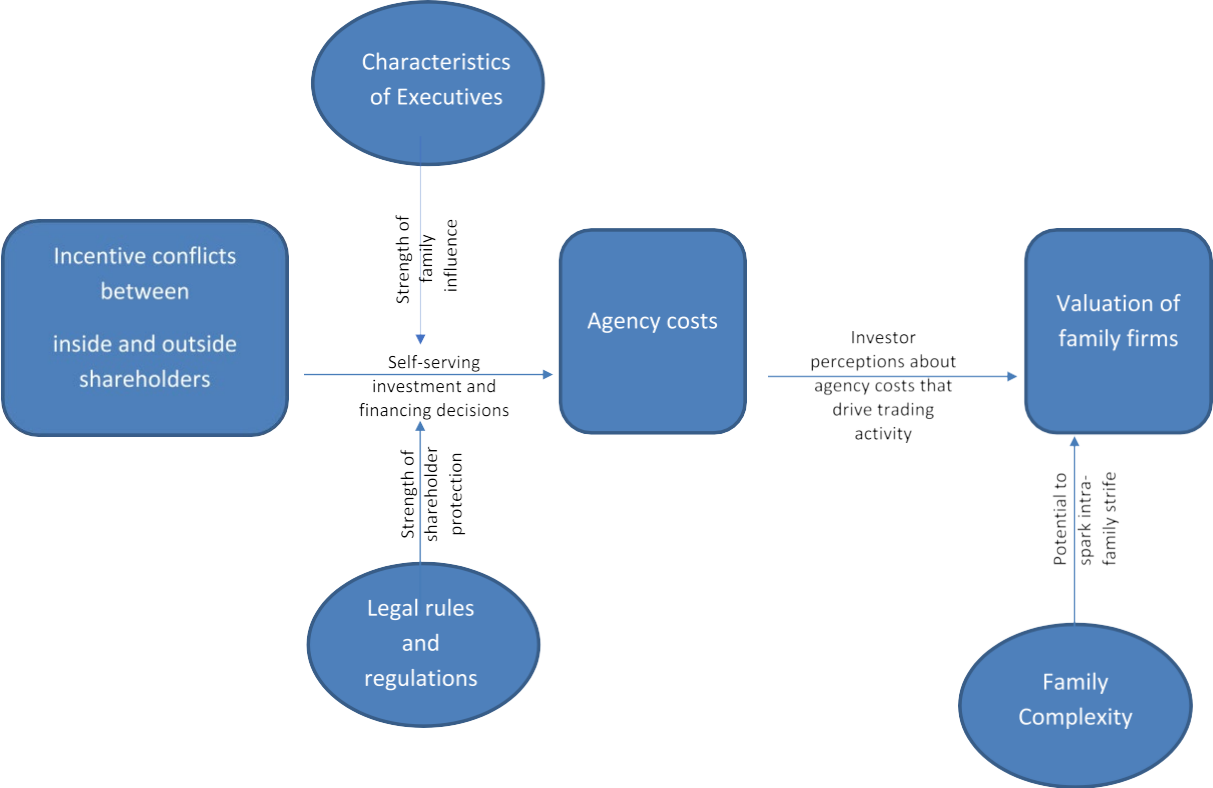 Characteristics
of Executives
Strength of
family
influence
Incentive conflicts
between
inside and outside
shareholders
Self-serving
investment and
financing decisions
Agency costs
Investor
perceptions about
agency costs that
drive trading
activity
Valuation of
family firms
Strength of
shareholder
protection
Legal rules
and
regulations
Potential to
spark intra-
family strife
Family
Complexity